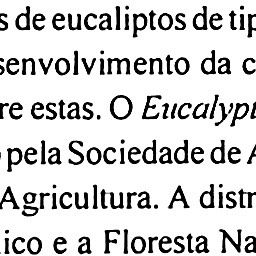 s de eucaliptos de tip
senvolvimento da c
re estas. O Eucalypt
pela Sociedade de A
Agricultura. A distr
ico e a Floresta Na